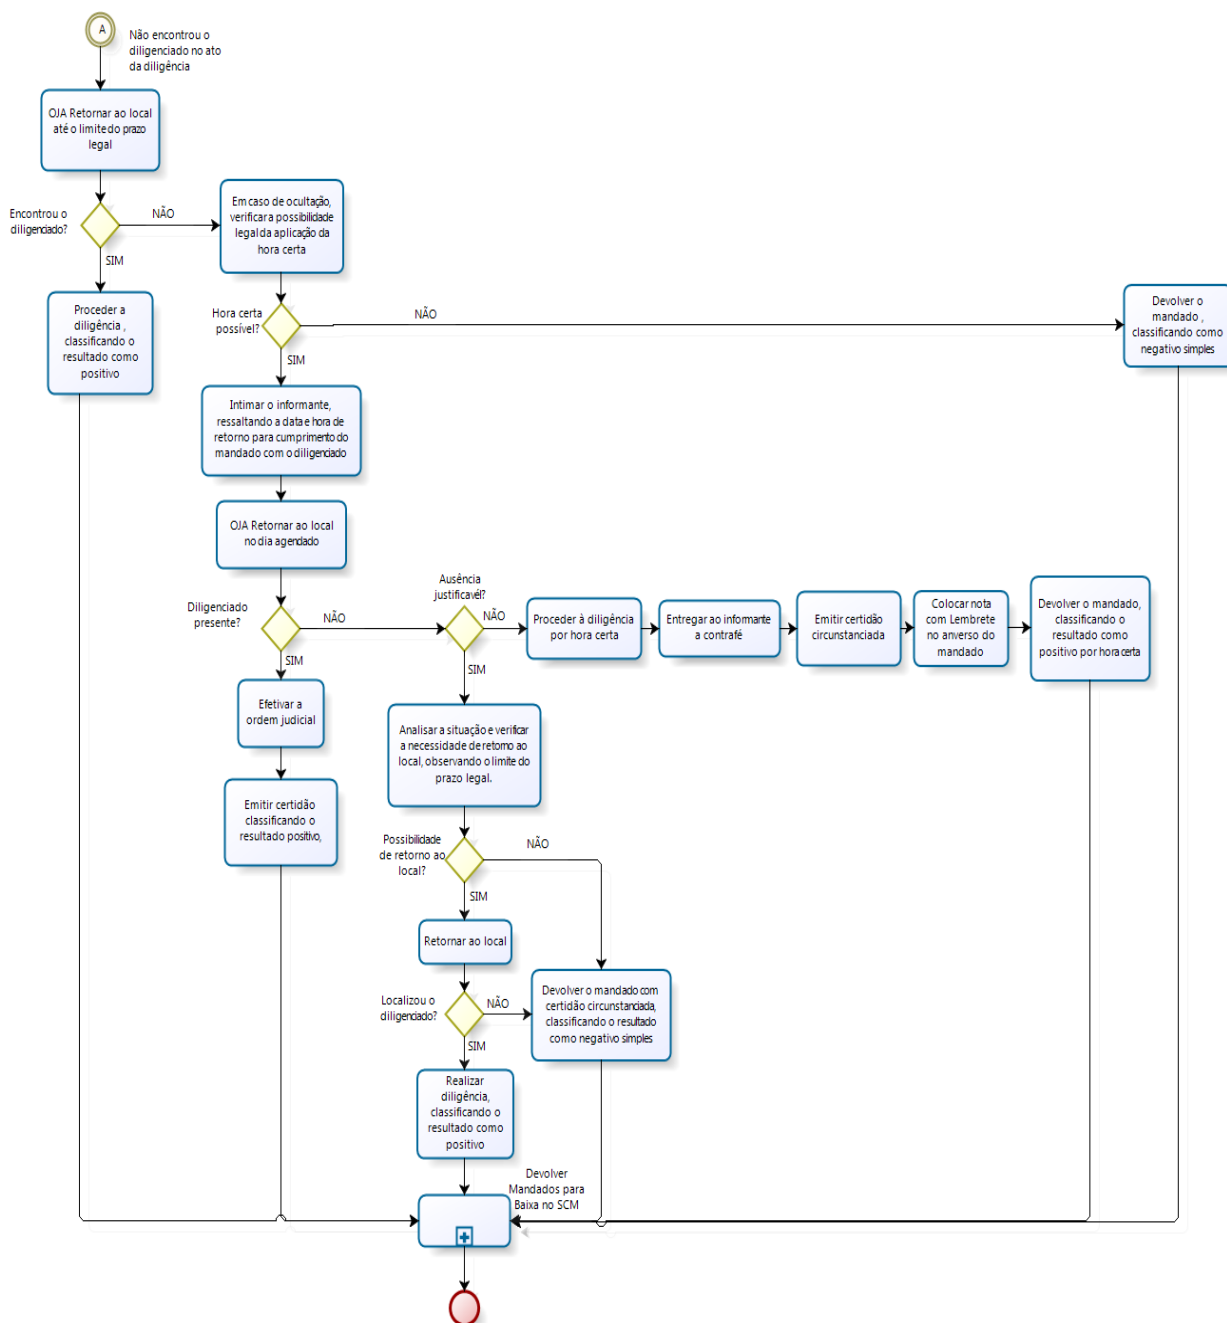 A
Não encontrou o
diligenciado no ato
da diligência
OJA Retornar ao local
até o limite do prazo
legal
Encontrou o
diligenciado?
NÃO
SIM
Em caso de ocultação,
verificar a possibilidade
legal da aplicação da
hora certa
Proceder a
diligência ,
classificando o
resultado como
positivo
Hora certa
possível?
NÃO
SIM
Devolver o
mandado ,
classificando como
negativo simples
Intimar o informante,
ressaltando a data e hora de
retorno para cumprimento do
mandado com o diligenciado
OJA Retornar ao local
no dia agendado
Diligenciado
presente?
NÃO
SIM
Ausência
justificavél?
NÃO
SIM
Proceder à diligência
por hora certa
Entregar ao informante
a contrafé
Emitir certidão
circunstanciada
Colocar nota
com Lembrete
no anverso do
mandado
Devolver o mandado,
classificando o
resultado como
positivo por hora certa
Efetivar a
ordem judicial
Emitir certidão
classificando o
resultado positivo,
Analisar a situação e verificar
a necessidade de retorno ao
local, observando o limite do
prazo legal.
Possibilidade
de retorno ao
local?
NÃO
SIM
Retornar ao local
Localizou o
diligenciado?
NÃO
SIM
Devolver o mandado com
certidão circunstanciada,
classificando o resultado
como negativo simples
Realizar
diligência,
classificando o
resultado como
positivo
Devolver
Mandados para
Baixa no SCM